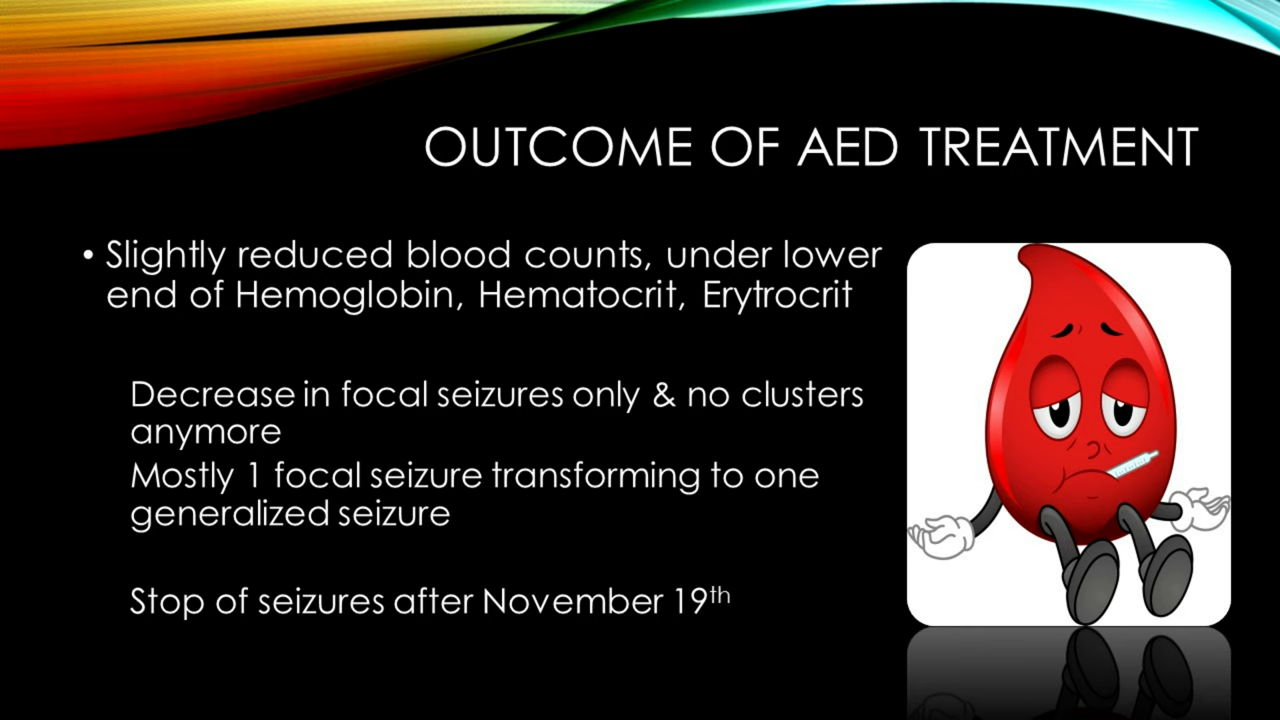 OUTCOME OF AED TREATMENT
• Slightly reduced blood counts, under lower
end of Hemoglobin, Hematocrit, Erytrocrit
Decrease in focal seizures only & no clusters
anymore
Mostly 1 focal seizure transforming to one
generalized seizure
Stop of seizures after November 19th